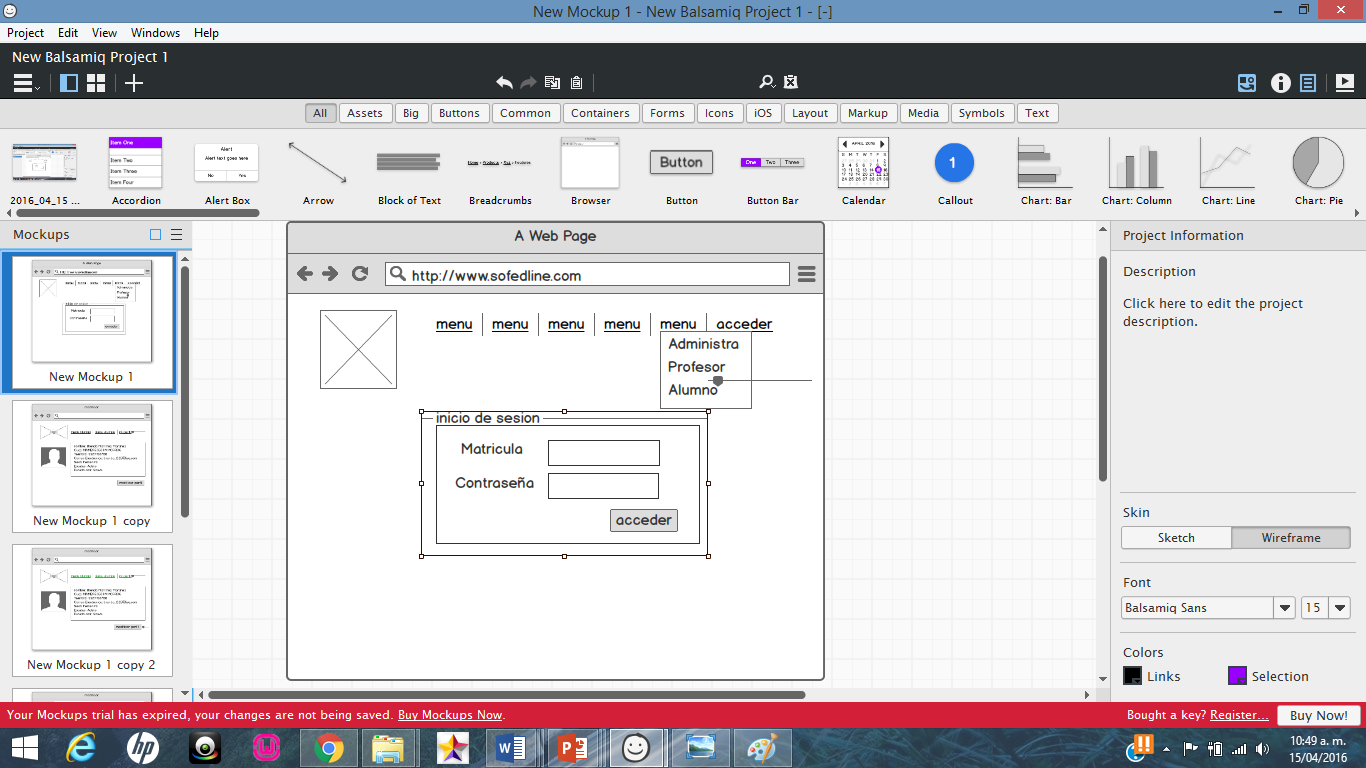 New Mockup 1 - New Balsamiq Project 1 - [-]
Project Edit View Windows Help
New Balsamiq Project 1
All Assets Big Buttons Common Containers Forms Icons iOS Layout Markup Media Symbols Text
Item One
Item Two
Item Three
Item Four
Alert
Alert text goes here
No Yes
Button
One Two Three
APRIL 2016
1
2016_04_15 ... Accordion Alert Box Arrow Block of Text Breadcrumbs Browser Button Button Bar Calendar Callout Chart: Bar Chart: Column Chart: Line Chart: Pie
Mockups
New Mockup 1
New Mockup 1 copy
New Mockup 1 copy 2
A Web Page
http://www.sofedline.com
menu menu menu menu menu acceder
Administra
Profesor
Alumno
inicio de sesion
Matricula
Contraseña
acceder
Project Information
Description
Click here to edit the project
description.
Skin
Sketch Wireframe
Font
Balsamiq Sans 15
Colors
Links Selection
Your Mockups trial has expired, your changes are not being saved. Buy Mockups Now.
Bought a key? Register... Buy Now!
10:49 a. m.
15/04/2016